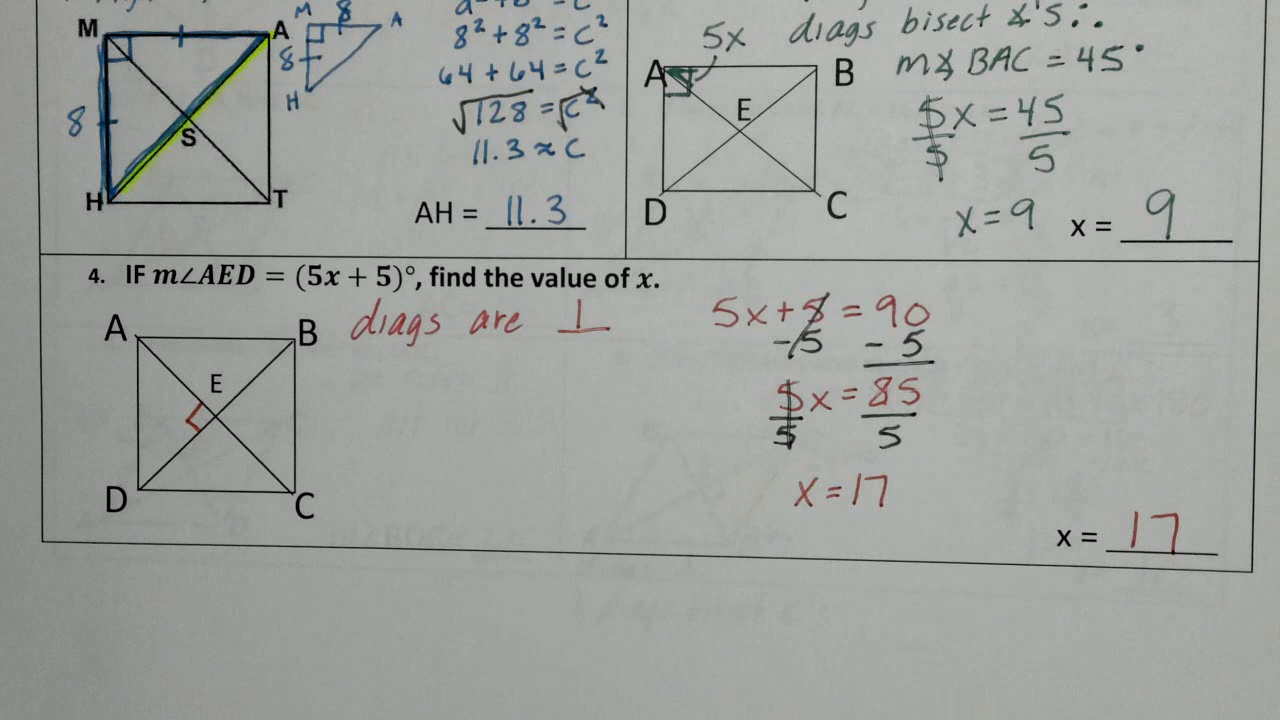 8
M
A
8
H
M
A
8
S
H
T
8² + 8² = c²
64 + 64 = c²
√128 = √c²
11.3 ≈ c
AH = 11.3
diags bisect ∡'s ∴
m∡ BAC = 45°
5x
A
B
E
D
C
5x = 45
5 5
x = 9
x = 9
4. IF m∠AED = (5x + 5)°, find the value of x.
diags are ⊥
A
B
E
D
C
5x + 5 = 90
-5 - 5
5x = 85
5 5
x = 17
x = 17